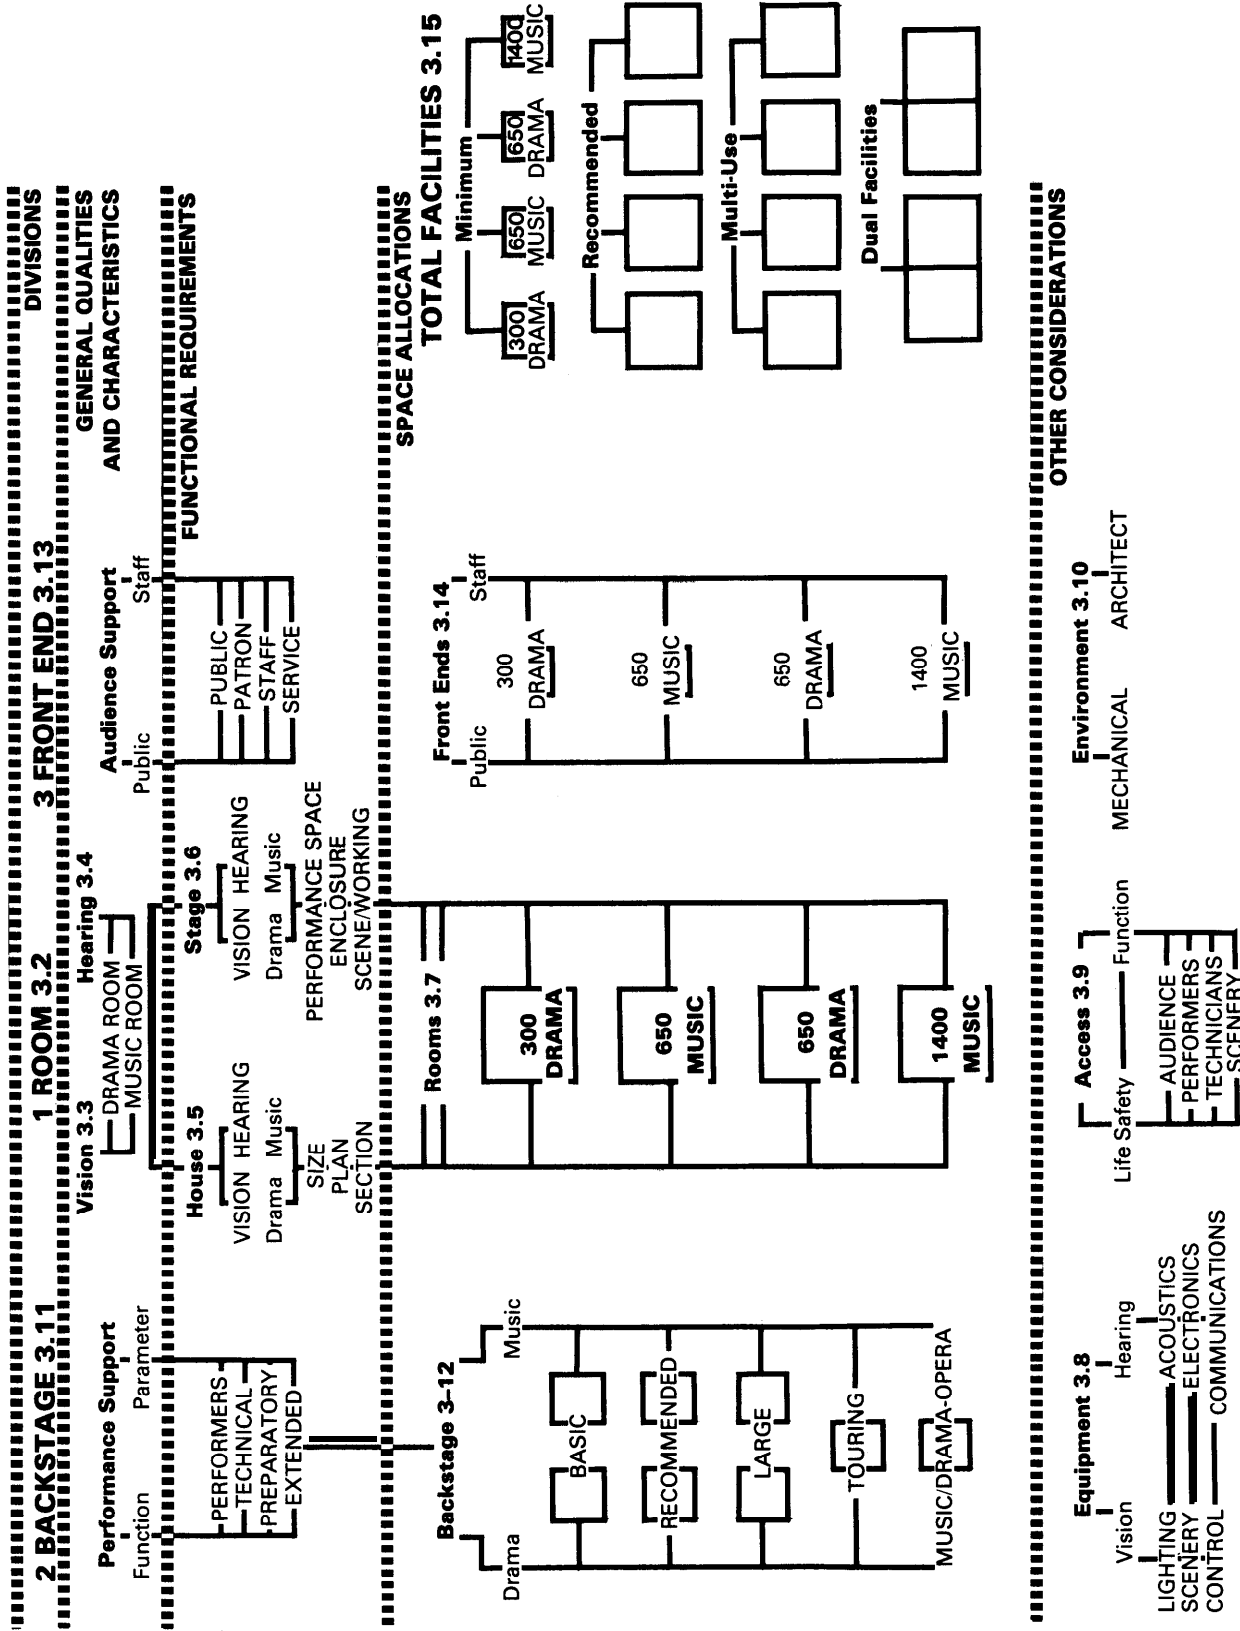 DIVISIONS
2 BACKSTAGE 3.11
1 ROOM 3.2
3 FRONT END 3.13
GENERAL QUALITIES
AND CHARACTERISTICS
Performance Support
Function
Parameter
Vision 3.3
Hearing 3.4
DRAMA ROOM
MUSIC ROOM
Audience Support
Public
Staff
FUNCTIONAL REQUIREMENTS
PERFORMERS
TECHNICAL
PREPARATORY
EXTENDED
House 3.5
VISION HEARING
Drama Music
SIZE
PLAN
SECTION
Stage 3.6
VISION HEARING
Drama Music
PERFORMANCE SPACE
ENCLOSURE
SCENE/WORKING
PUBLIC
PATRON
STAFF
SERVICE
SPACE ALLOCATIONS
Backstage 3–12
Drama
Music
BASIC
RECOMMENDED
LARGE
TOURING
MUSIC/DRAMA-OPERA
Rooms 3.7
300
DRAMA
650
MUSIC
650
DRAMA
1400
MUSIC
Front Ends 3.14
Public
Staff
300
DRAMA
650
MUSIC
650
DRAMA
1400
MUSIC
TOTAL FACILITIES 3.15
Minimum
300
DRAMA
650
MUSIC
650
DRAMA
1400
MUSIC
Recommended
Multi-Use
Dual Facilities
OTHER CONSIDERATIONS
Equipment 3.8
Vision
Hearing
LIGHTING
ACOUSTICS
SCENERY
ELECTRONICS
CONTROL
COMMUNICATIONS
Access 3.9
Life Safety
Function
AUDIENCE
PERFORMERS
TECHNICIANS
SCENERY
Environment 3.10
MECHANICAL
ARCHITECT